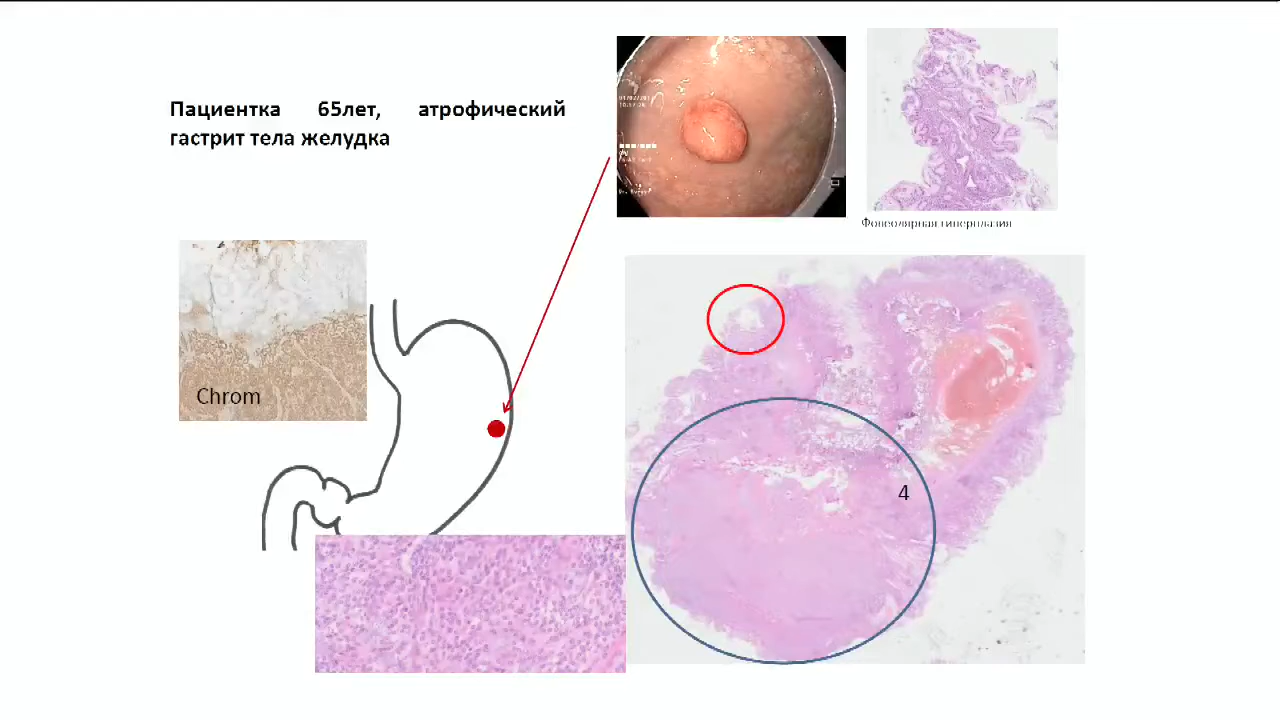 Пациентка 65лет, атрофический
гастрит тела желудка
Фовеолярная гиперплазия
Chrom
4